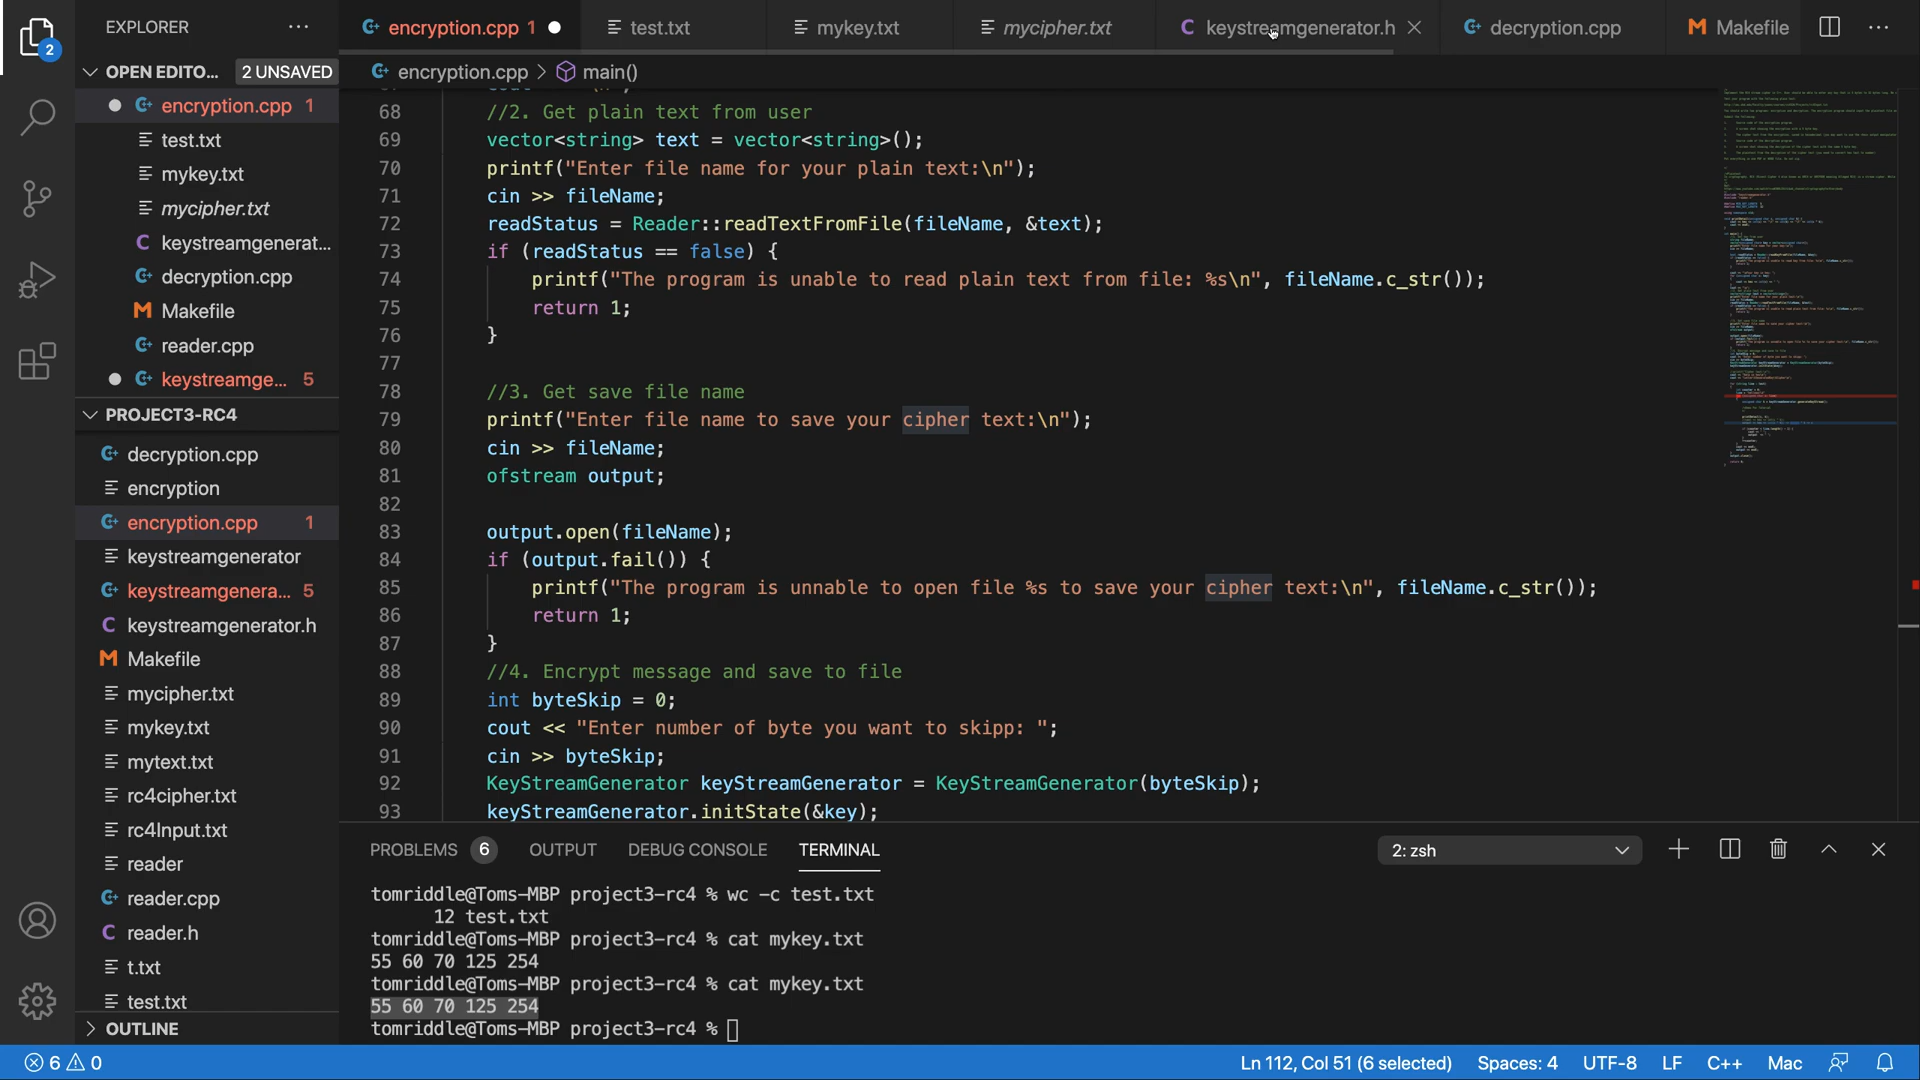 EXPLORER
encryption.cpp 1
test.txt
mykey.txt
mycipher.txt
keystreamgenerator.h
decryption.cpp
Makefile
OPEN EDITO... 2 UNSAVED
encryption.cpp > main()
2
encryption.cpp 1
test.txt
mykey.txt
mycipher.txt
keystreamgenerat...
decryption.cpp
Makefile
reader.cpp
keystreamge... 5
PROJECT3-RC4
decryption.cpp
encryption
encryption.cpp 1
keystreamgenerator
keystreamgenera... 5
keystreamgenerator.h
Makefile
mycipher.txt
mykey.txt
mytext.txt
rc4cipher.txt
rc4Input.txt
reader
reader.cpp
reader.h
t.txt
test.txt
OUTLINE
68 //2. Get plain text from user
69 vector<string> text = vector<string>();
70 printf("Enter file name for your plain text:\n");
71 cin >> fileName;
72 readStatus = Reader::readTextFromFile(fileName, &text);
73 if (readStatus == false) {
74 printf("The program is unable to read plain text from file: %s\n", fileName.c_str());
75 return 1;
76 }
77
78 //3. Get save file name
79 printf("Enter file name to save your cipher text:\n");
80 cin >> fileName;
81 ofstream output;
82
83 output.open(fileName);
84 if (output.fail()) {
85 printf("The program is unnable to open file %s to save your cipher text:\n", fileName.c_str());
86 return 1;
87 }
88 //4. Encrypt message and save to file
89 int byteSkip = 0;
90 cout << "Enter number of byte you want to skipp: ";
91 cin >> byteSkip;
92 KeyStreamGenerator keyStreamGenerator = KeyStreamGenerator(byteSkip);
93 keyStreamGenerator.initState(&key);
PROBLEMS 6 OUTPUT DEBUG CONSOLE TERMINAL 2: zsh
tomriddle@Toms-MBP project3-rc4 % wc -c test.txt
12 test.txt
tomriddle@Toms-MBP project3-rc4 % cat mykey.txt
55 60 70 125 254
tomriddle@Toms-MBP project3-rc4 % cat mykey.txt
55 60 70 125 254
tomriddle@Toms-MBP project3-rc4 %
6 0 Ln 112, Col 51 (6 selected) Spaces: 4 UTF-8 LF C++ Mac